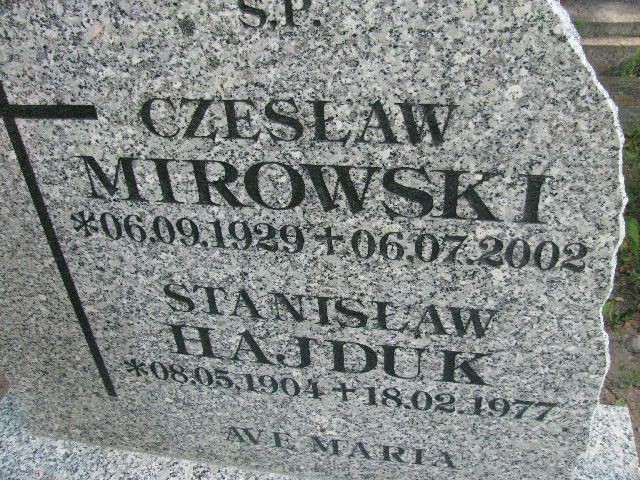 Ś.P.
CZESŁAW
MIROWSKI
*06.09.1929 +06.07.2002
STANISŁAW
HAJDUK
*08.05.1904 +18.02.1977
AVE MARIA